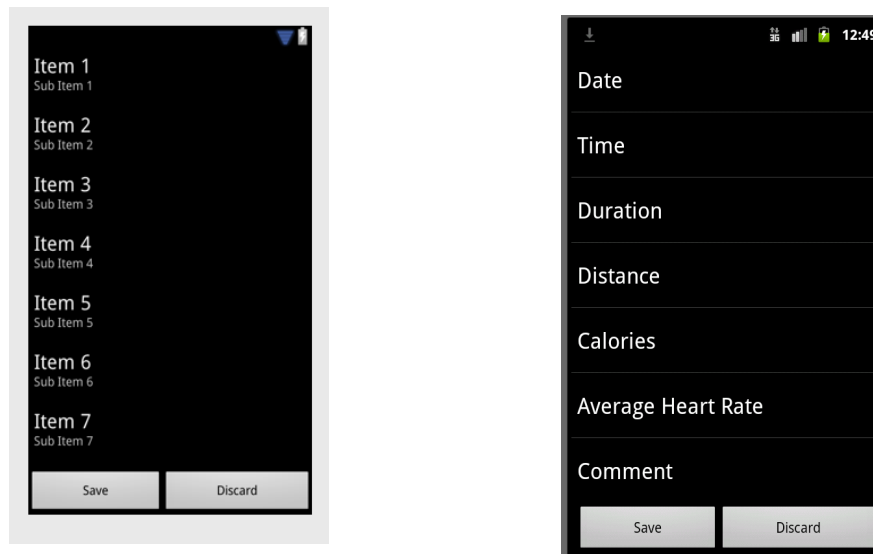 Item 1
Sub Item 1
Item 2
Sub Item 2
Item 3
Sub Item 3
Item 4
Sub Item 4
Item 5
Sub Item 5
Item 6
Sub Item 6
Item 7
Sub Item 7
Save Discard
3G 12:49
Date
Time
Duration
Distance
Calories
Average Heart Rate
Comment
Save Discard